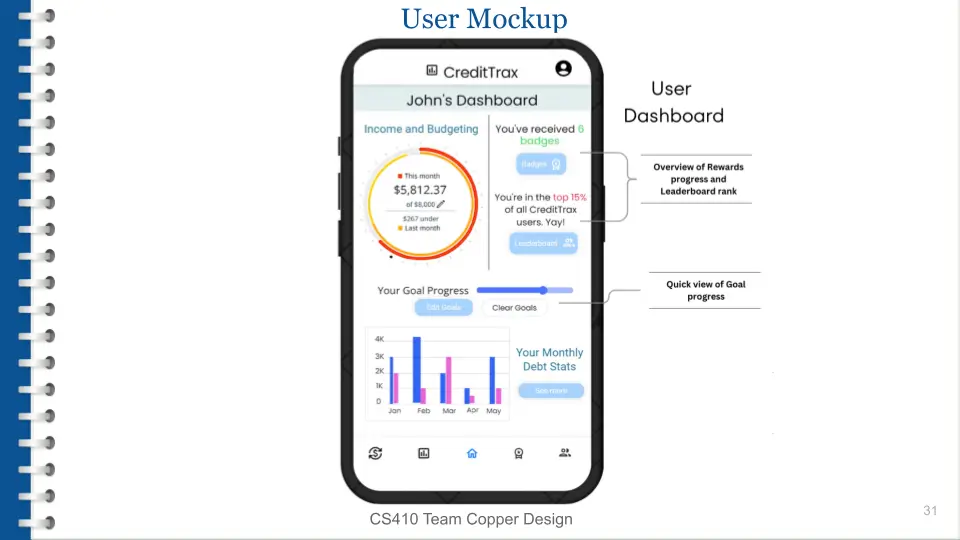 User Mockup
CreditTrax
John's Dashboard
Income and Budgeting
This month
$5,812.37
of $8,000
$267 under
Last month
You've received 6
badges
Badges
You're in the top 15%
of all CreditTrax
users. Yay!
Leaderboard
Your Goal Progress
Edit Goals
Clear Goals
4K
3K
2K
1K
0
Jan Feb Mar Apr May
Your Monthly
Debt Stats
See more
User
Dashboard
Overview of Rewards
progress and
Leaderboard rank
Quick view of Goal
progress
CS410 Team Copper Design
31